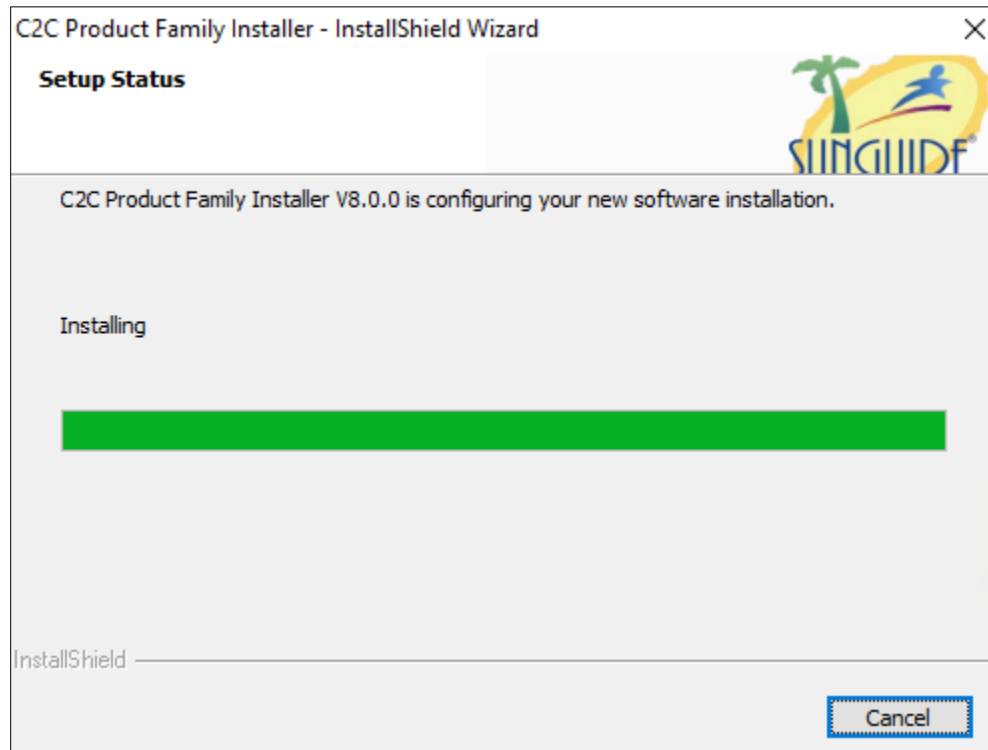 C2C Product Family Installer - InstallShield Wizard
Setup Status
SUNGUIDE®
C2C Product Family Installer V8.0.0 is configuring your new software installation.
Installing
InstallShield
Cancel